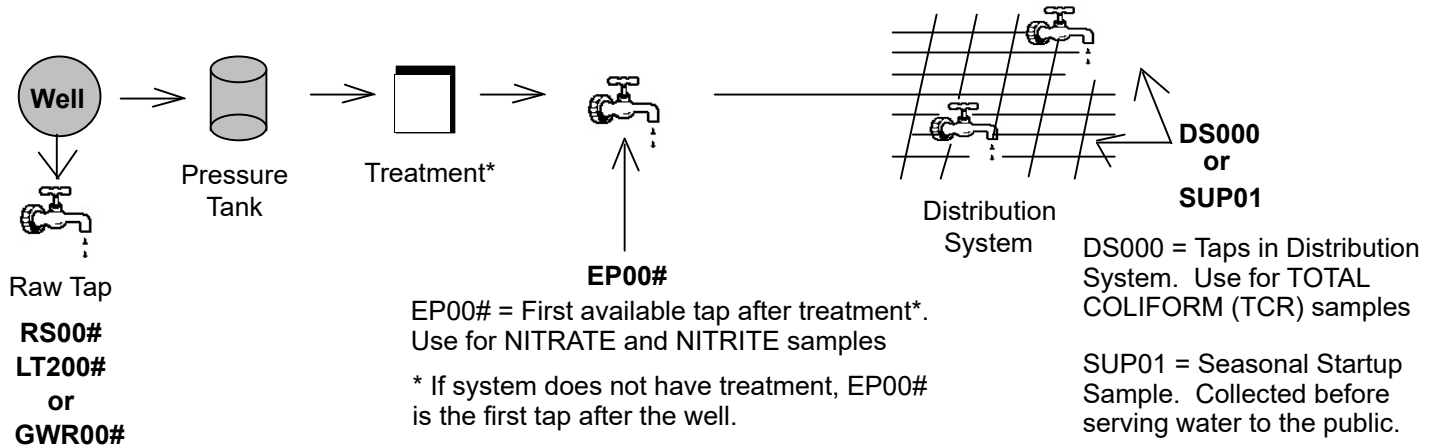 Well
Raw Tap
RS00#
LT200#
or
GWR00#
Pressure
Tank
Treatment*
EP00#
EP00# = First available tap after treatment*.
Use for NITRATE and NITRITE samples
* If system does not have treatment, EP00#
is the first tap after the well.
Distribution
System
DS000
or
SUP01
DS000 = Taps in Distribution
System. Use for TOTAL
COLIFORM (TCR) samples
SUP01 = Seasonal Startup
Sample. Collected before
serving water to the public.